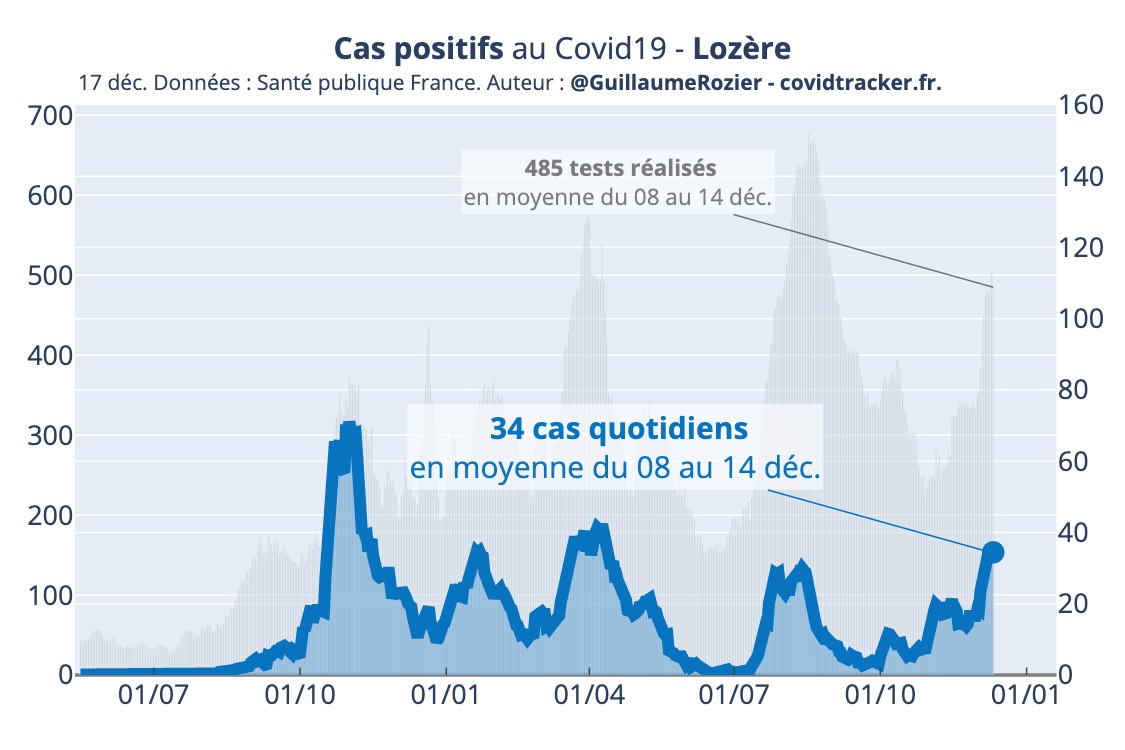 Cas positifs au Covid19 - Lozère
17 déc. Données : Santé publique France. Auteur : @GuillaumeRozier - covidtracker.fr.
700
600
500
400
300
200
100
0
160
140
120
100
80
60
40
20
0
485 tests réalisés
en moyenne du 08 au 14 déc.
34 cas quotidiens
en moyenne du 08 au 14 déc.
01/07 01/10 01/01 01/04 01/07 01/10 01/01